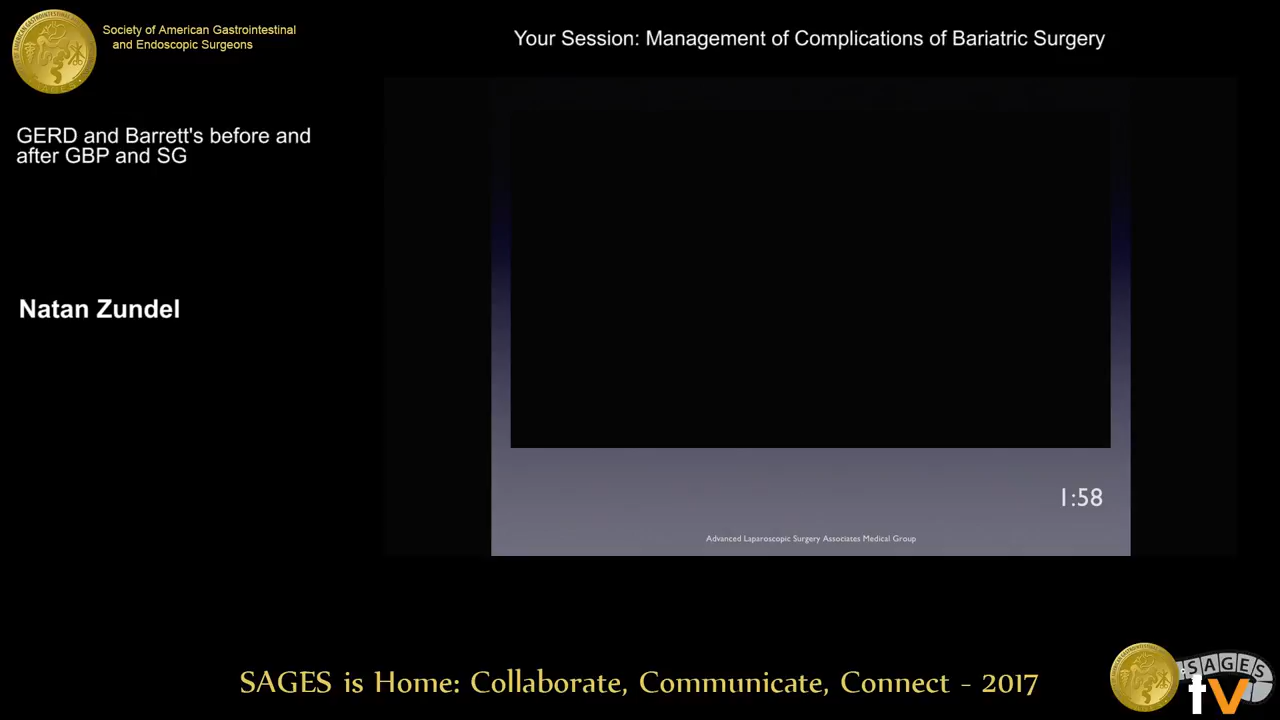 Society of American Gastrointestinal
and Endoscopic Surgeons
Your Session: Management of Complications of Bariatric Surgery
GERD and Barrett's before and
after GBP and SG
Natan Zundel
1:58
Advanced Laparoscopic Surgery Associates Medical Group
SAGES is Home: Collaborate, Communicate, Connect - 2017
SAGES
tv